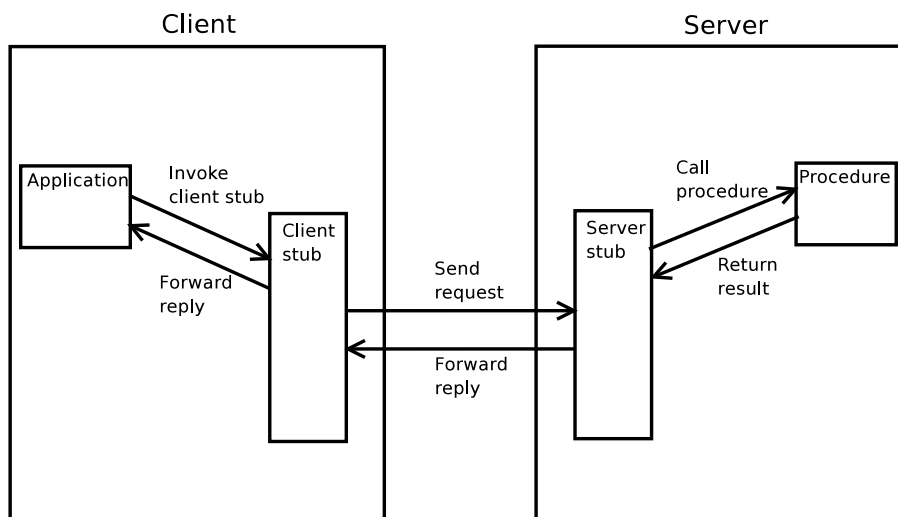 Client
Server
Application
Invoke
client stub
Forward
reply
Client
stub
Send
request
Forward
reply
Server
stub
Call
procedure
Return
result
Procedure